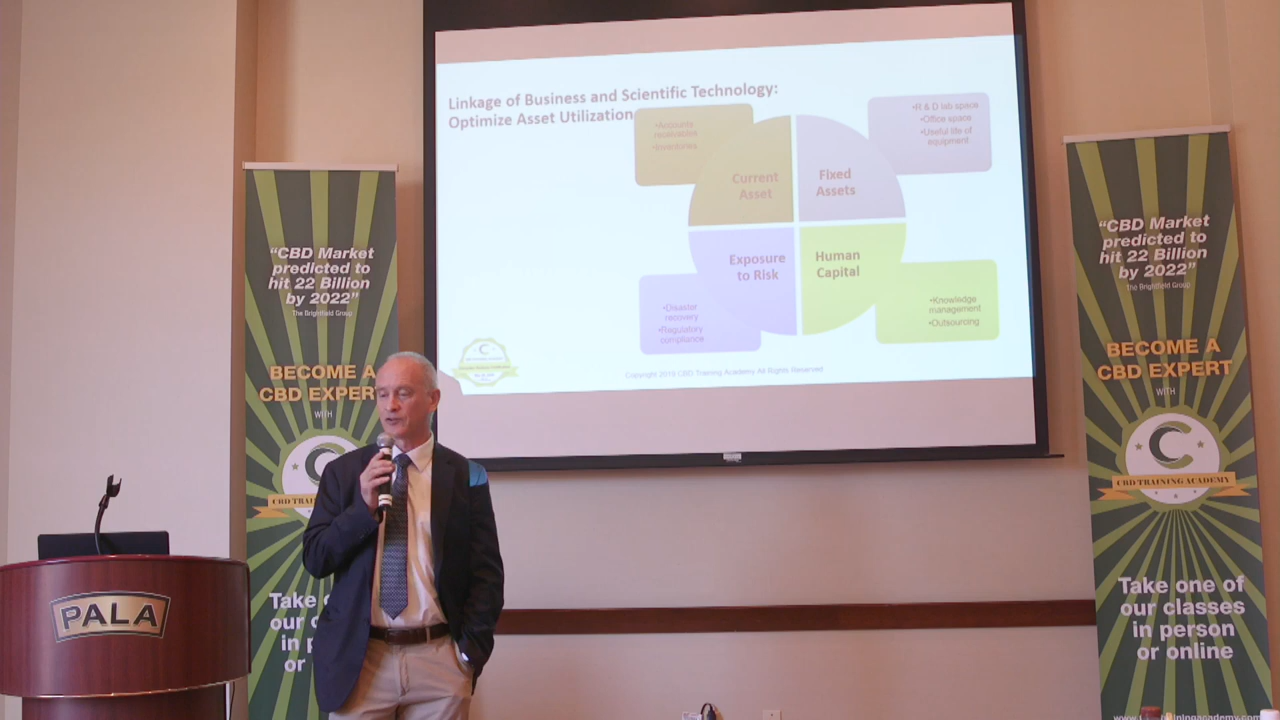 Linkage of Business and Scientific Technology:
Optimize Asset Utilization
•Accounts
receivables
•Inventories
•R & D lab space
•Office space
•Useful life of
equipment
Current
Asset
Fixed
Assets
Exposure
to Risk
Human
Capital
•Disaster
recovery
•Regulatory
compliance
•Knowledge
management
•Outsourcing
Copyright 2019 CBD Training Academy All Rights Reserved
“CBD Market
predicted to
hit 22 Billion
by 2022”
The Brightfield Group
BECOME A
CBD EXPERT
WITH
CBD TRAI
Take
our c
in p
or
PALA
“CBD Market
predicted to
hit 22 Billion
by 2022”
The Brightfield Group
BECOME A
CBD EXPERT
WITH
C
CBD TRAINING ACADEMY
Take one of
our classes
in person
or online